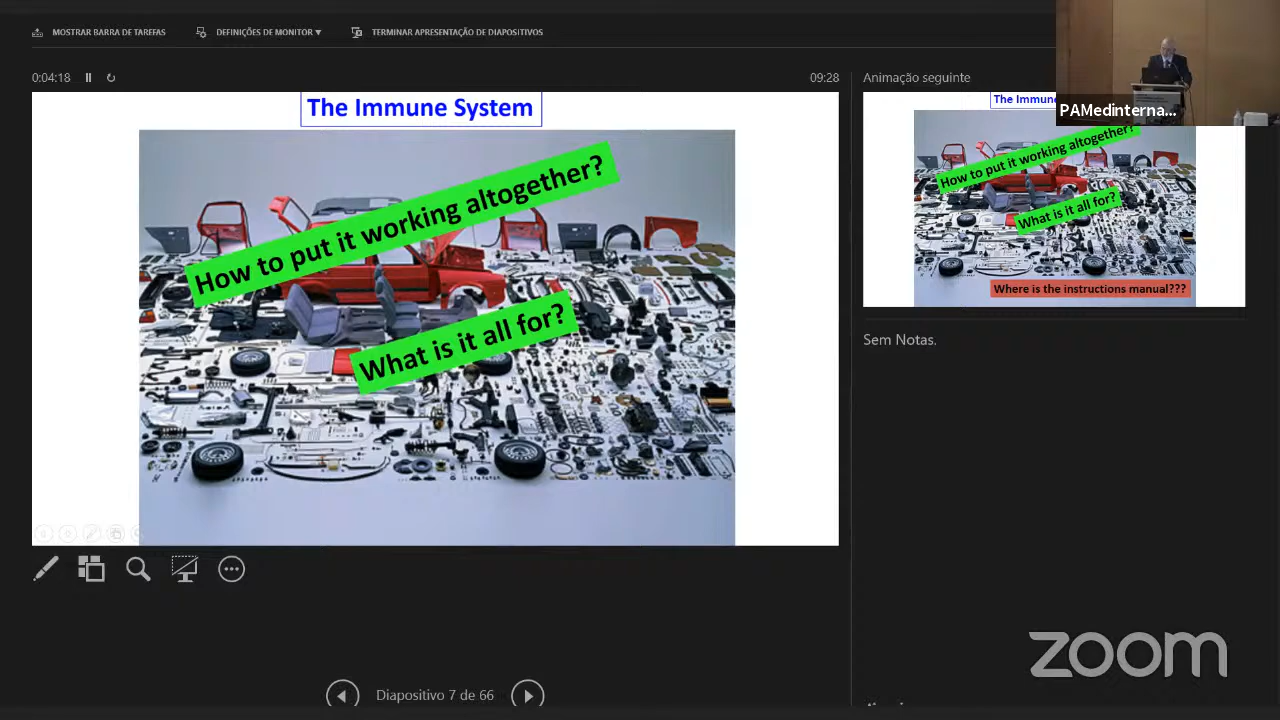 MOSTRAR BARRA DE TAREFAS
DEFINIÇÕES DE MONITOR ▼
TERMINAR APRESENTAÇÃO DE DIAPOSITIVOS
0:04:18
09:28
The Immune System
How to put it working altogether?
What is it all for?
Animação seguinte
PAMedinterna...
The Immune
How to put it working altogether?
What is it all for?
Where is the instructions manual???
Sem Notas.
Diapositivo 7 de 66
zoom